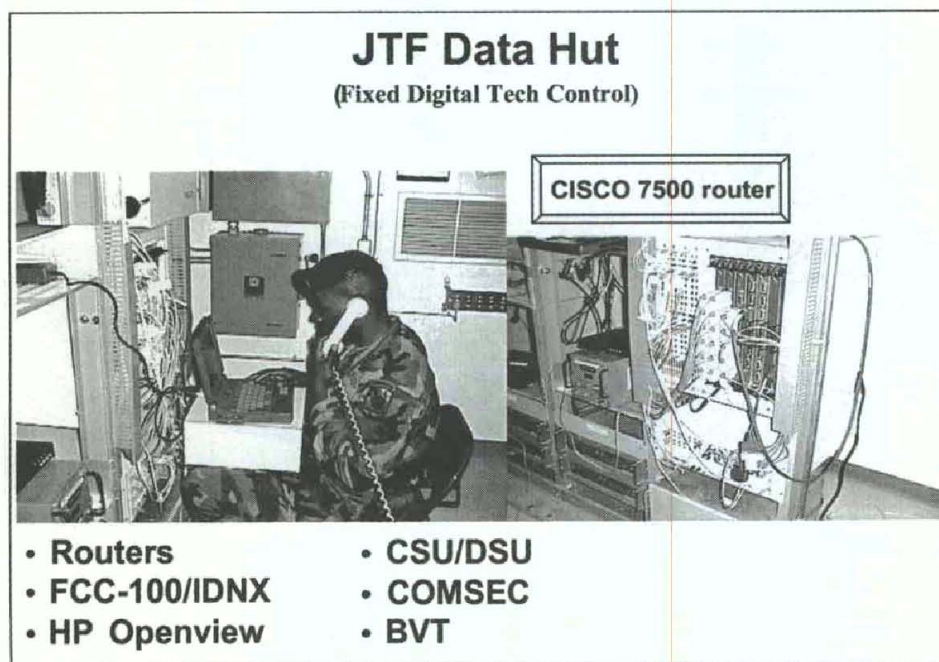 JTF Data Hut
(Fixed Digital Tech Control)
CISCO 7500 router
• Routers
• FCC-100/IDNX
• HP Openview
• CSU/DSU
• COMSEC
• BVT